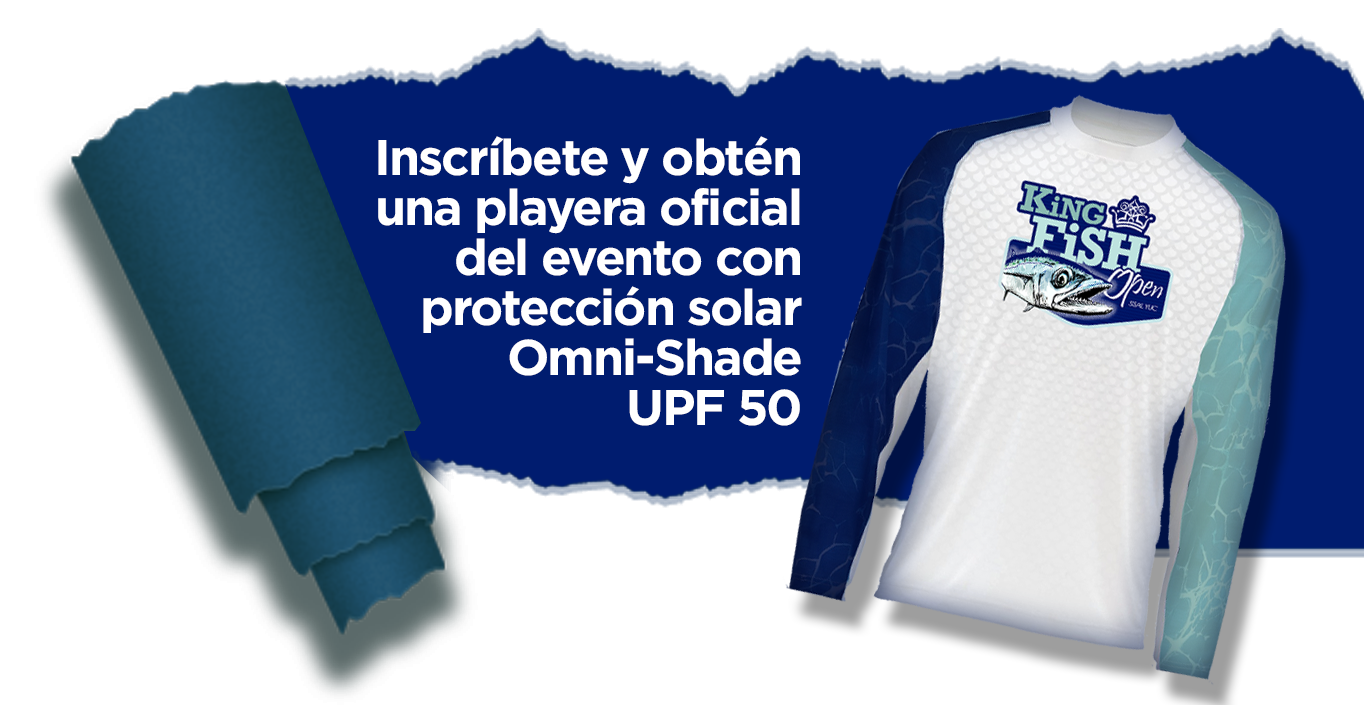 Inscríbete y obtén
una playera oficial
del evento con
protección solar
Omni-Shade
UPF 50
KiNG
FiSH
Open